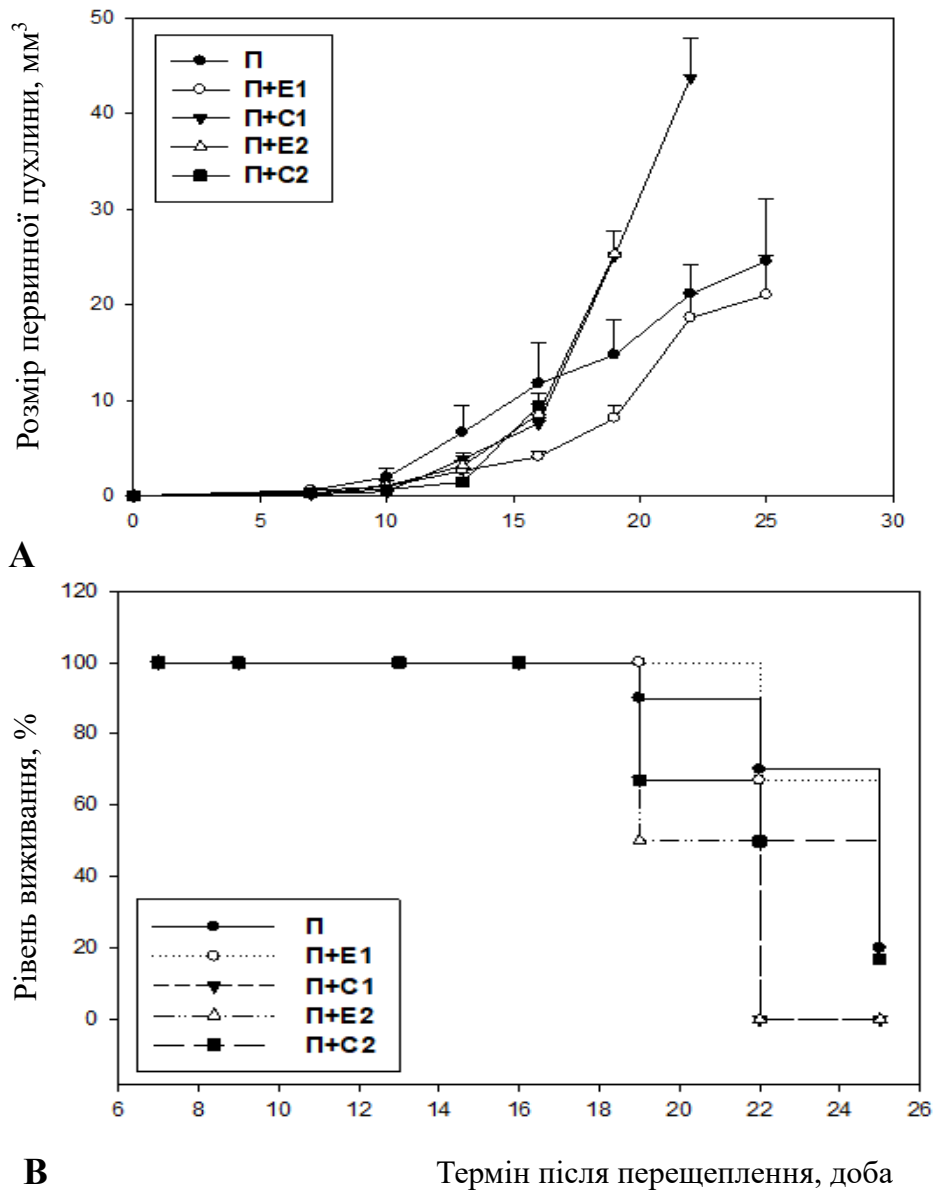 Розмір первинної пухлини, мм³
50
40
30
20
10
0
П
П+Е1
П+С1
П+Е2
П+С2
0 5 10 15 20 25 30
А
Рівень виживання, %
120
100
80
60
40
20
0
П
П+Е1
П+С1
П+Е2
П+С2
6 8 10 12 14 16 18 20 22 24 26
В
Термін після перещеплення, доба